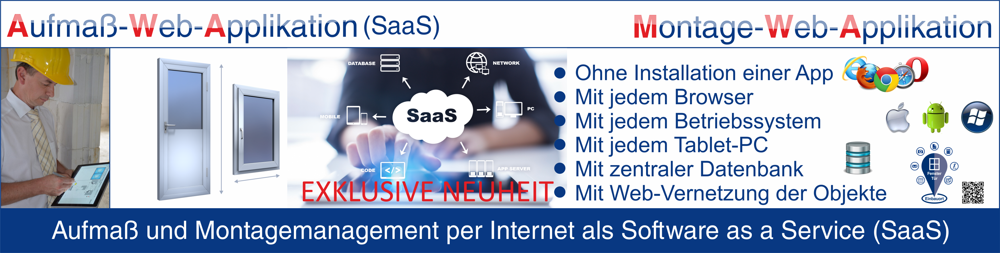 Aufmaß-Web-Applikation (SaaS)
Montage-Web-Applikation
DATABASE
NETWORK
MOBILE
SaaS
PC
CODE
</>
APP SERVER
EXKLUSIVE NEUHEIT
• Ohne Installation einer App
• Mit jedem Browser
• Mit jedem Betriebssystem
• Mit jedem Tablet-PC
• Mit zentraler Datenbank
• Mit Web-Vernetzung der Objekte
Fenster
Tür
Einbauort
Aufmaß und Montagemanagement per Internet als Software as a Service (SaaS)